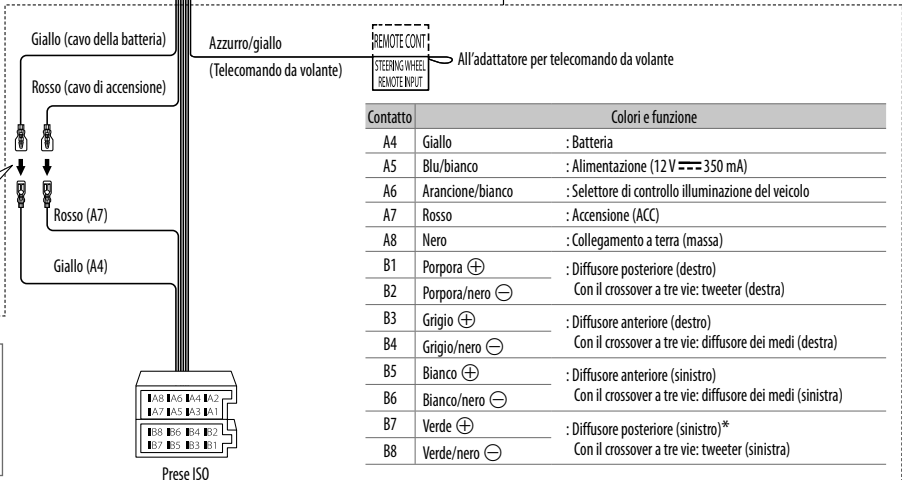 Giallo (cavo della batteria)
Azzurro/giallo
(Telecomando da volante)
REMOTE CONT
STEERING WHEEL
REMOTE INPUT
All'adattatore per telecomando da volante
Rosso (cavo di accensione)
Rosso (A7)
Giallo (A4)
Contatto Colori e funzione
A4 Giallo : Batteria
A5 Blu/bianco : Alimentazione (12 V ⎓ 350 mA)
A6 Arancione/bianco : Selettore di controllo illuminazione del veicolo
A7 Rosso : Accensione (ACC)
A8 Nero : Collegamento a terra (massa)
B1 Porpora ⊕ : Diffusore posteriore (destro)
B2 Porpora/nero ⊖ Con il crossover a tre vie: tweeter (destra)
B3 Grigio ⊕ : Diffusore anteriore (destro)
B4 Grigio/nero ⊖ Con il crossover a tre vie: diffusore dei medi (destra)
B5 Bianco ⊕ : Diffusore anteriore (sinistro)
B6 Bianco/nero ⊖ Con il crossover a tre vie: diffusore dei medi (sinistra)
B7 Verde ⊕ : Diffusore posteriore (sinistro)*
B8 Verde/nero ⊖ Con il crossover a tre vie: tweeter (sinistra)
A8 A6 A4 A2
A7 A5 A3 A1
B8 B6 B4 B2
B7 B5 B3 B1
Prese ISO